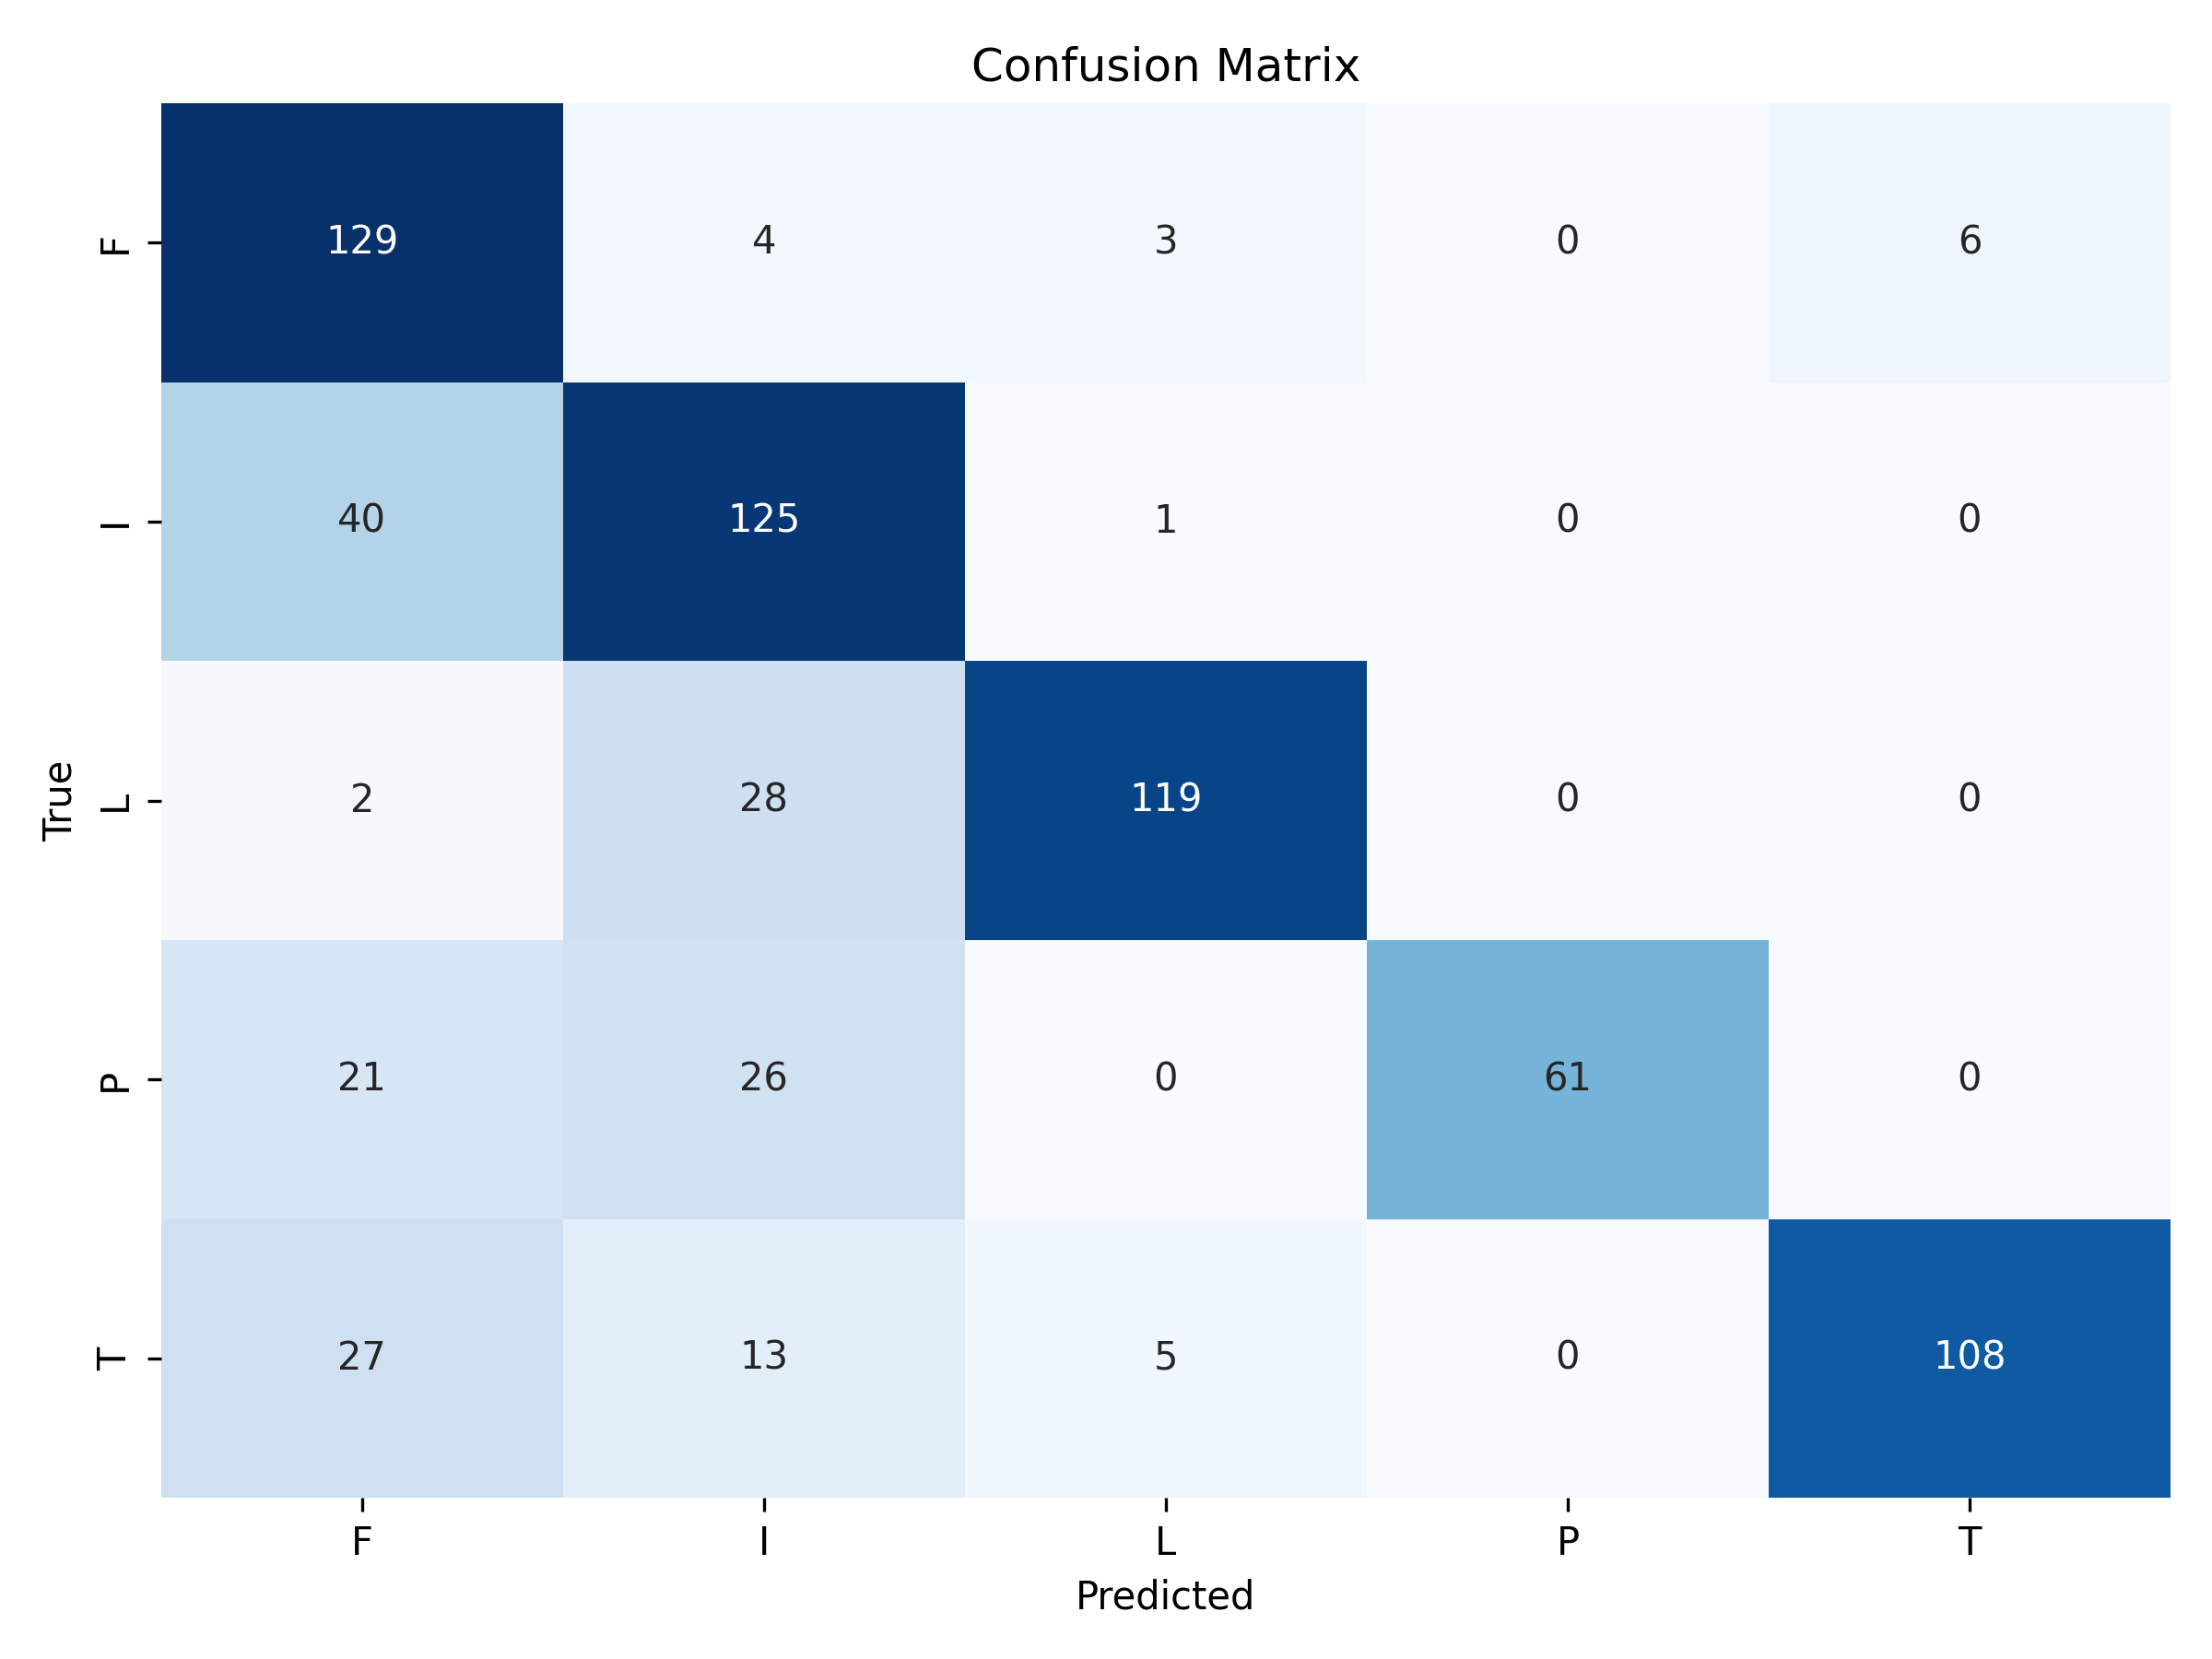 Confusion Matrix
F 129 4 3 0 6
I 40 125 1 0 0
L 2 28 119 0 0
P 21 26 0 61 0
T 27 13 5 0 108
True
F I L P T
Predicted